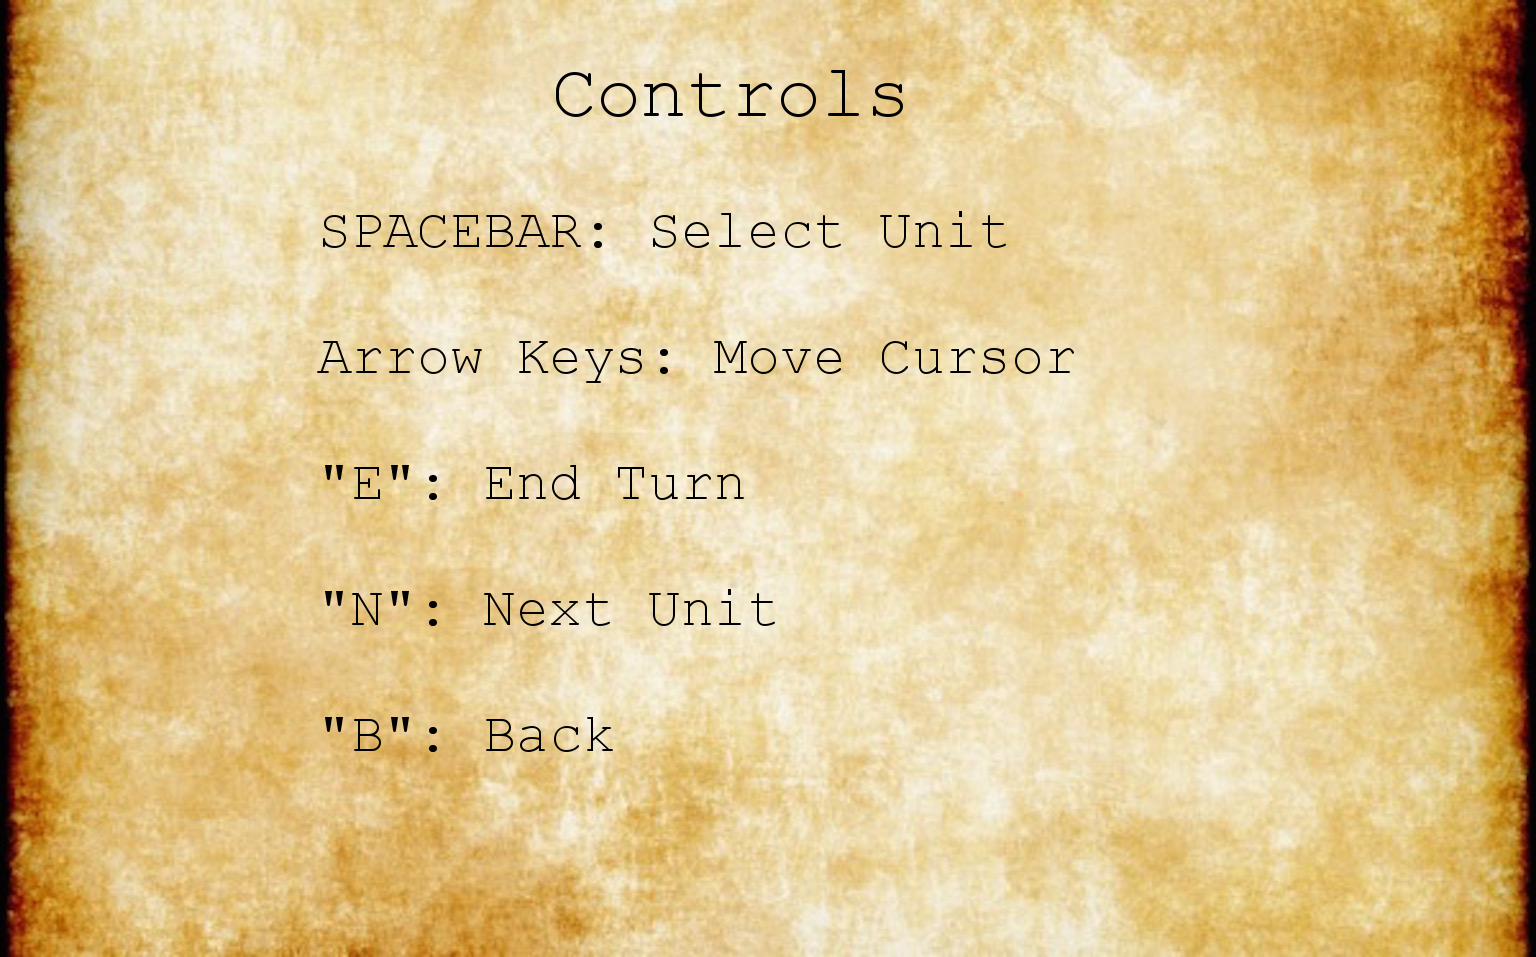 Controls
SPACEBAR: Select Unit
Arrow Keys: Move Cursor
"E": End Turn
"N": Next Unit
"B": Back